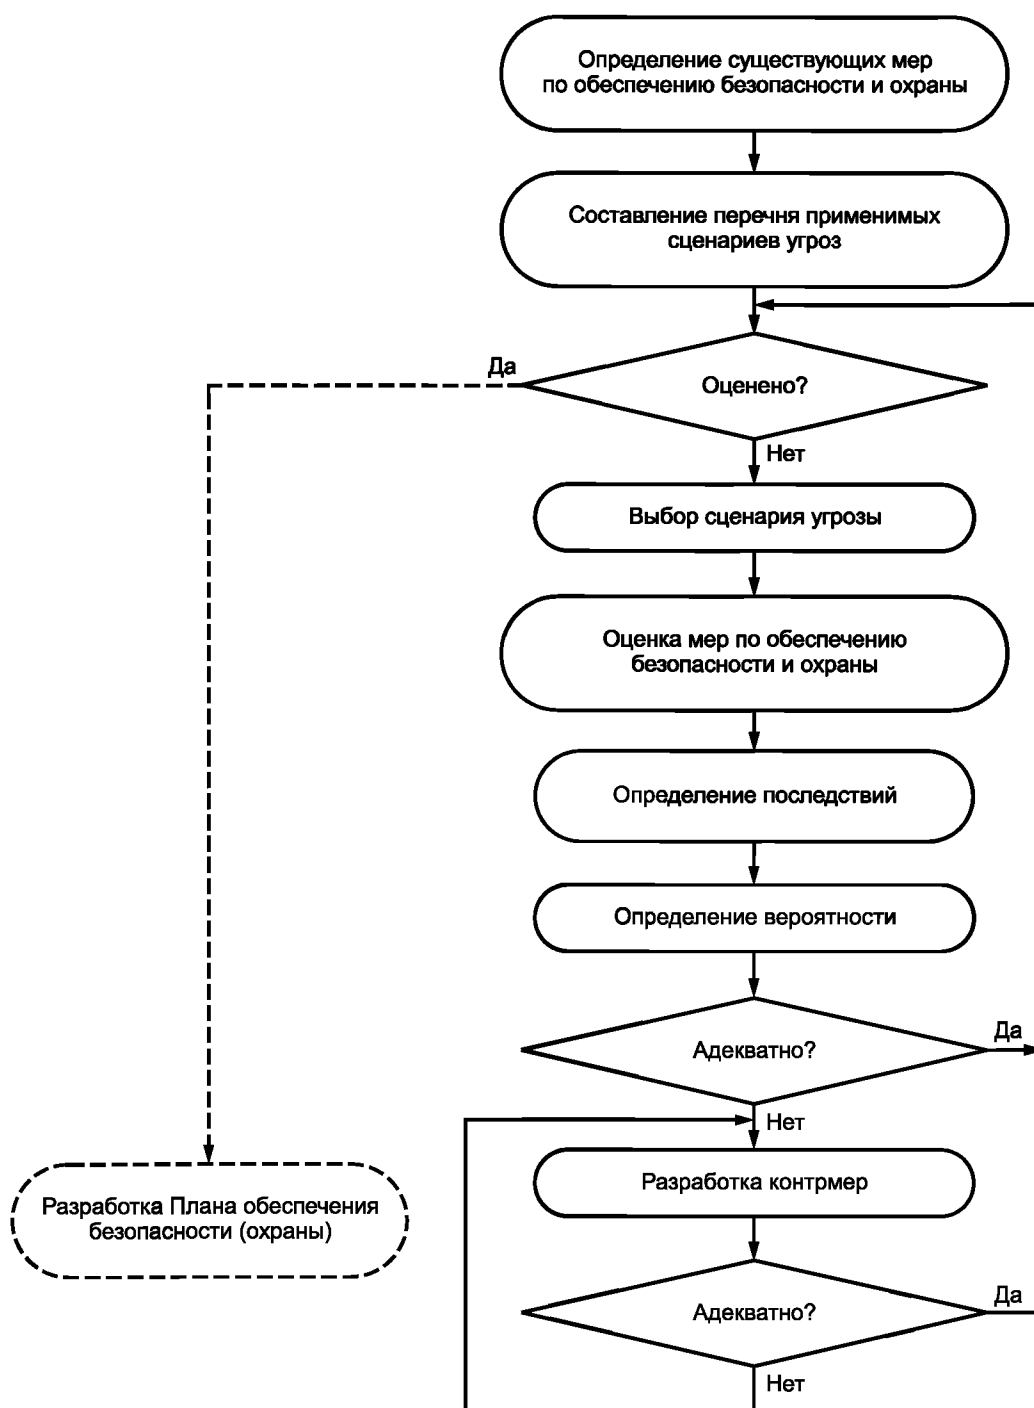 Определение существующих мер
по обеспечению безопасности и охраны
Составление перечня применимых
сценариев угроз
Да
Оценено?
Нет
Выбор сценария угрозы
Оценка мер по обеспечению
безопасности и охраны
Определение последствий
Определение вероятности
Адекватно?
Да
Нет
Разработка контрмер
Разработка Плана обеспечения
безопасности (охраны)
Адекватно?
Да
Нет